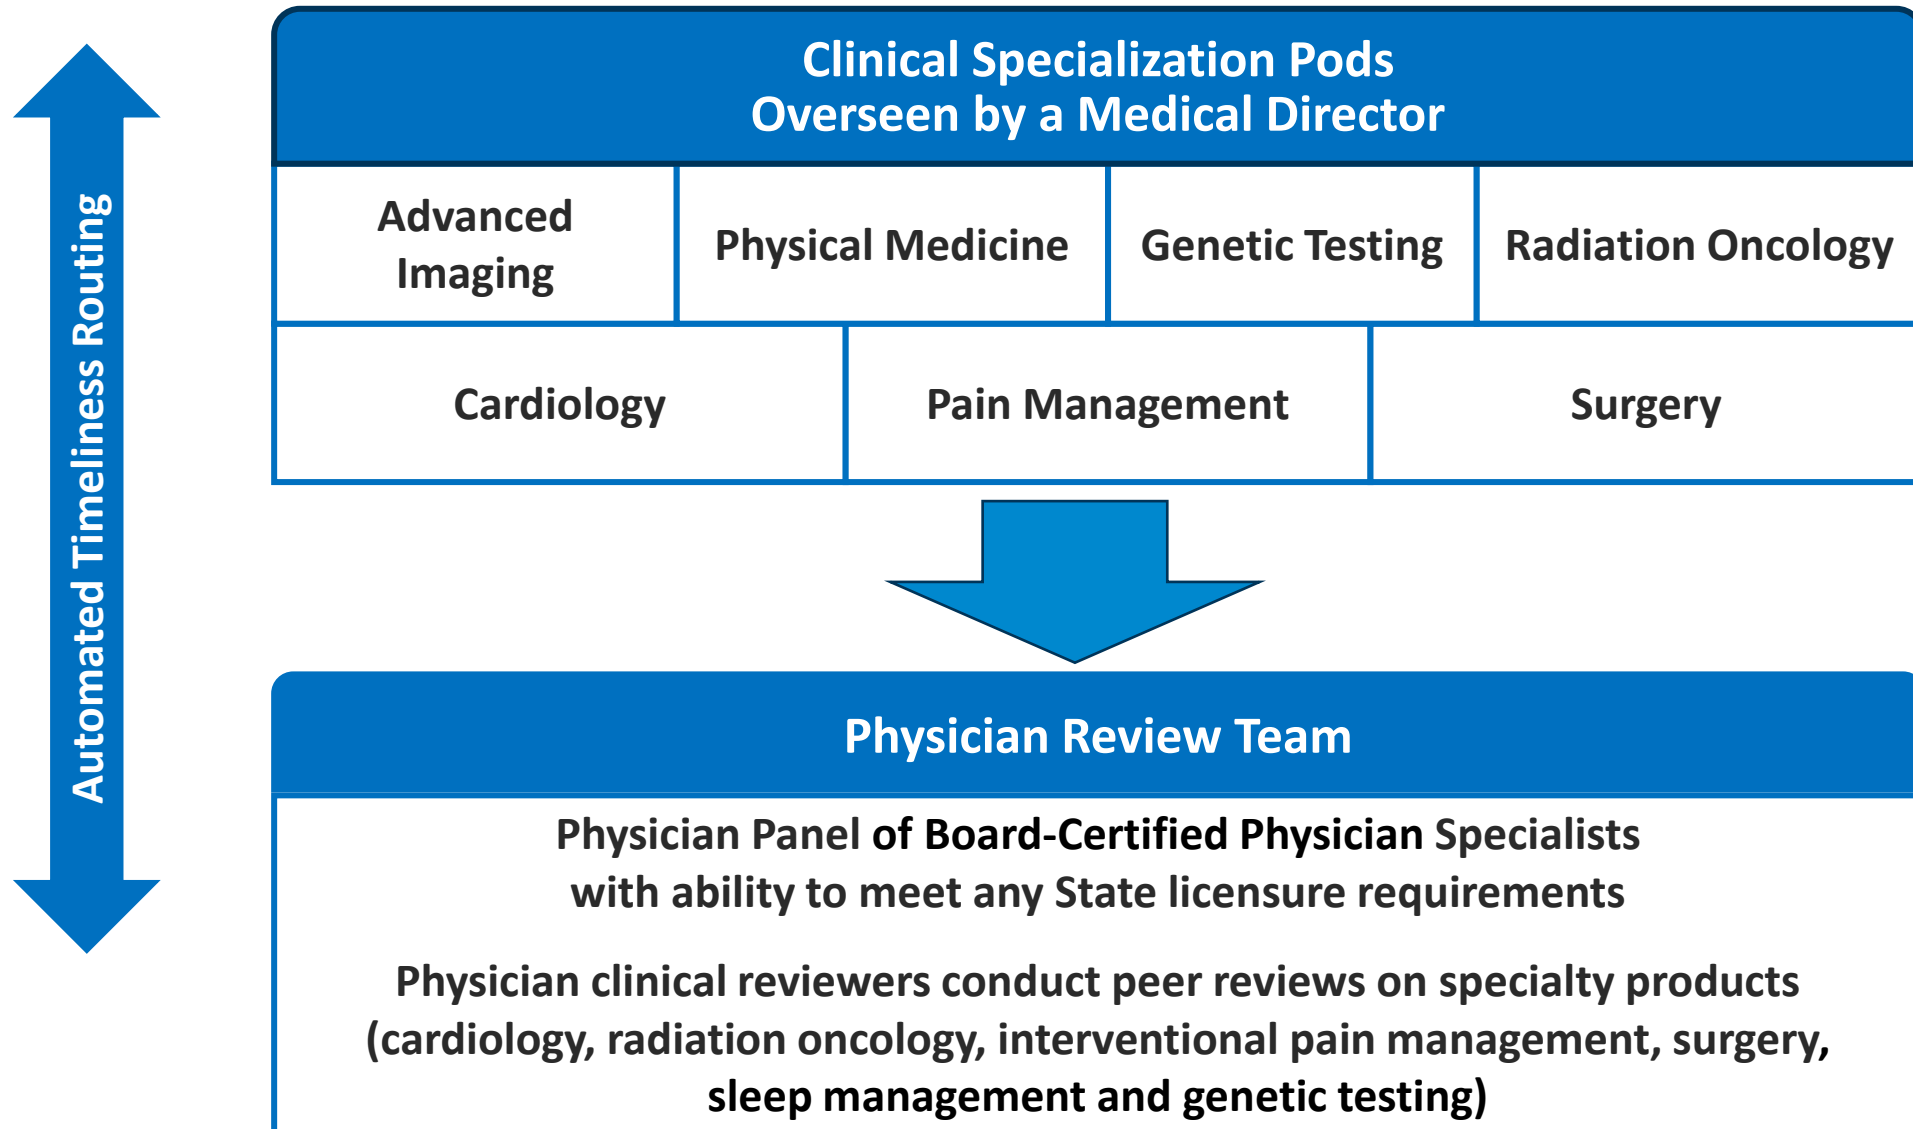 Clinical Specialization Pods
Overseen by a Medical Director
Automated Timeliness Routing
Advanced
Imaging
Physical Medicine
Genetic Testing
Radiation Oncology
Cardiology
Pain Management
Surgery
Physician Review Team
Physician Panel of Board-Certified Physician Specialists
with ability to meet any State licensure requirements
Physician clinical reviewers conduct peer reviews on specialty products
(cardiology, radiation oncology, interventional pain management, surgery,
sleep management and genetic testing)